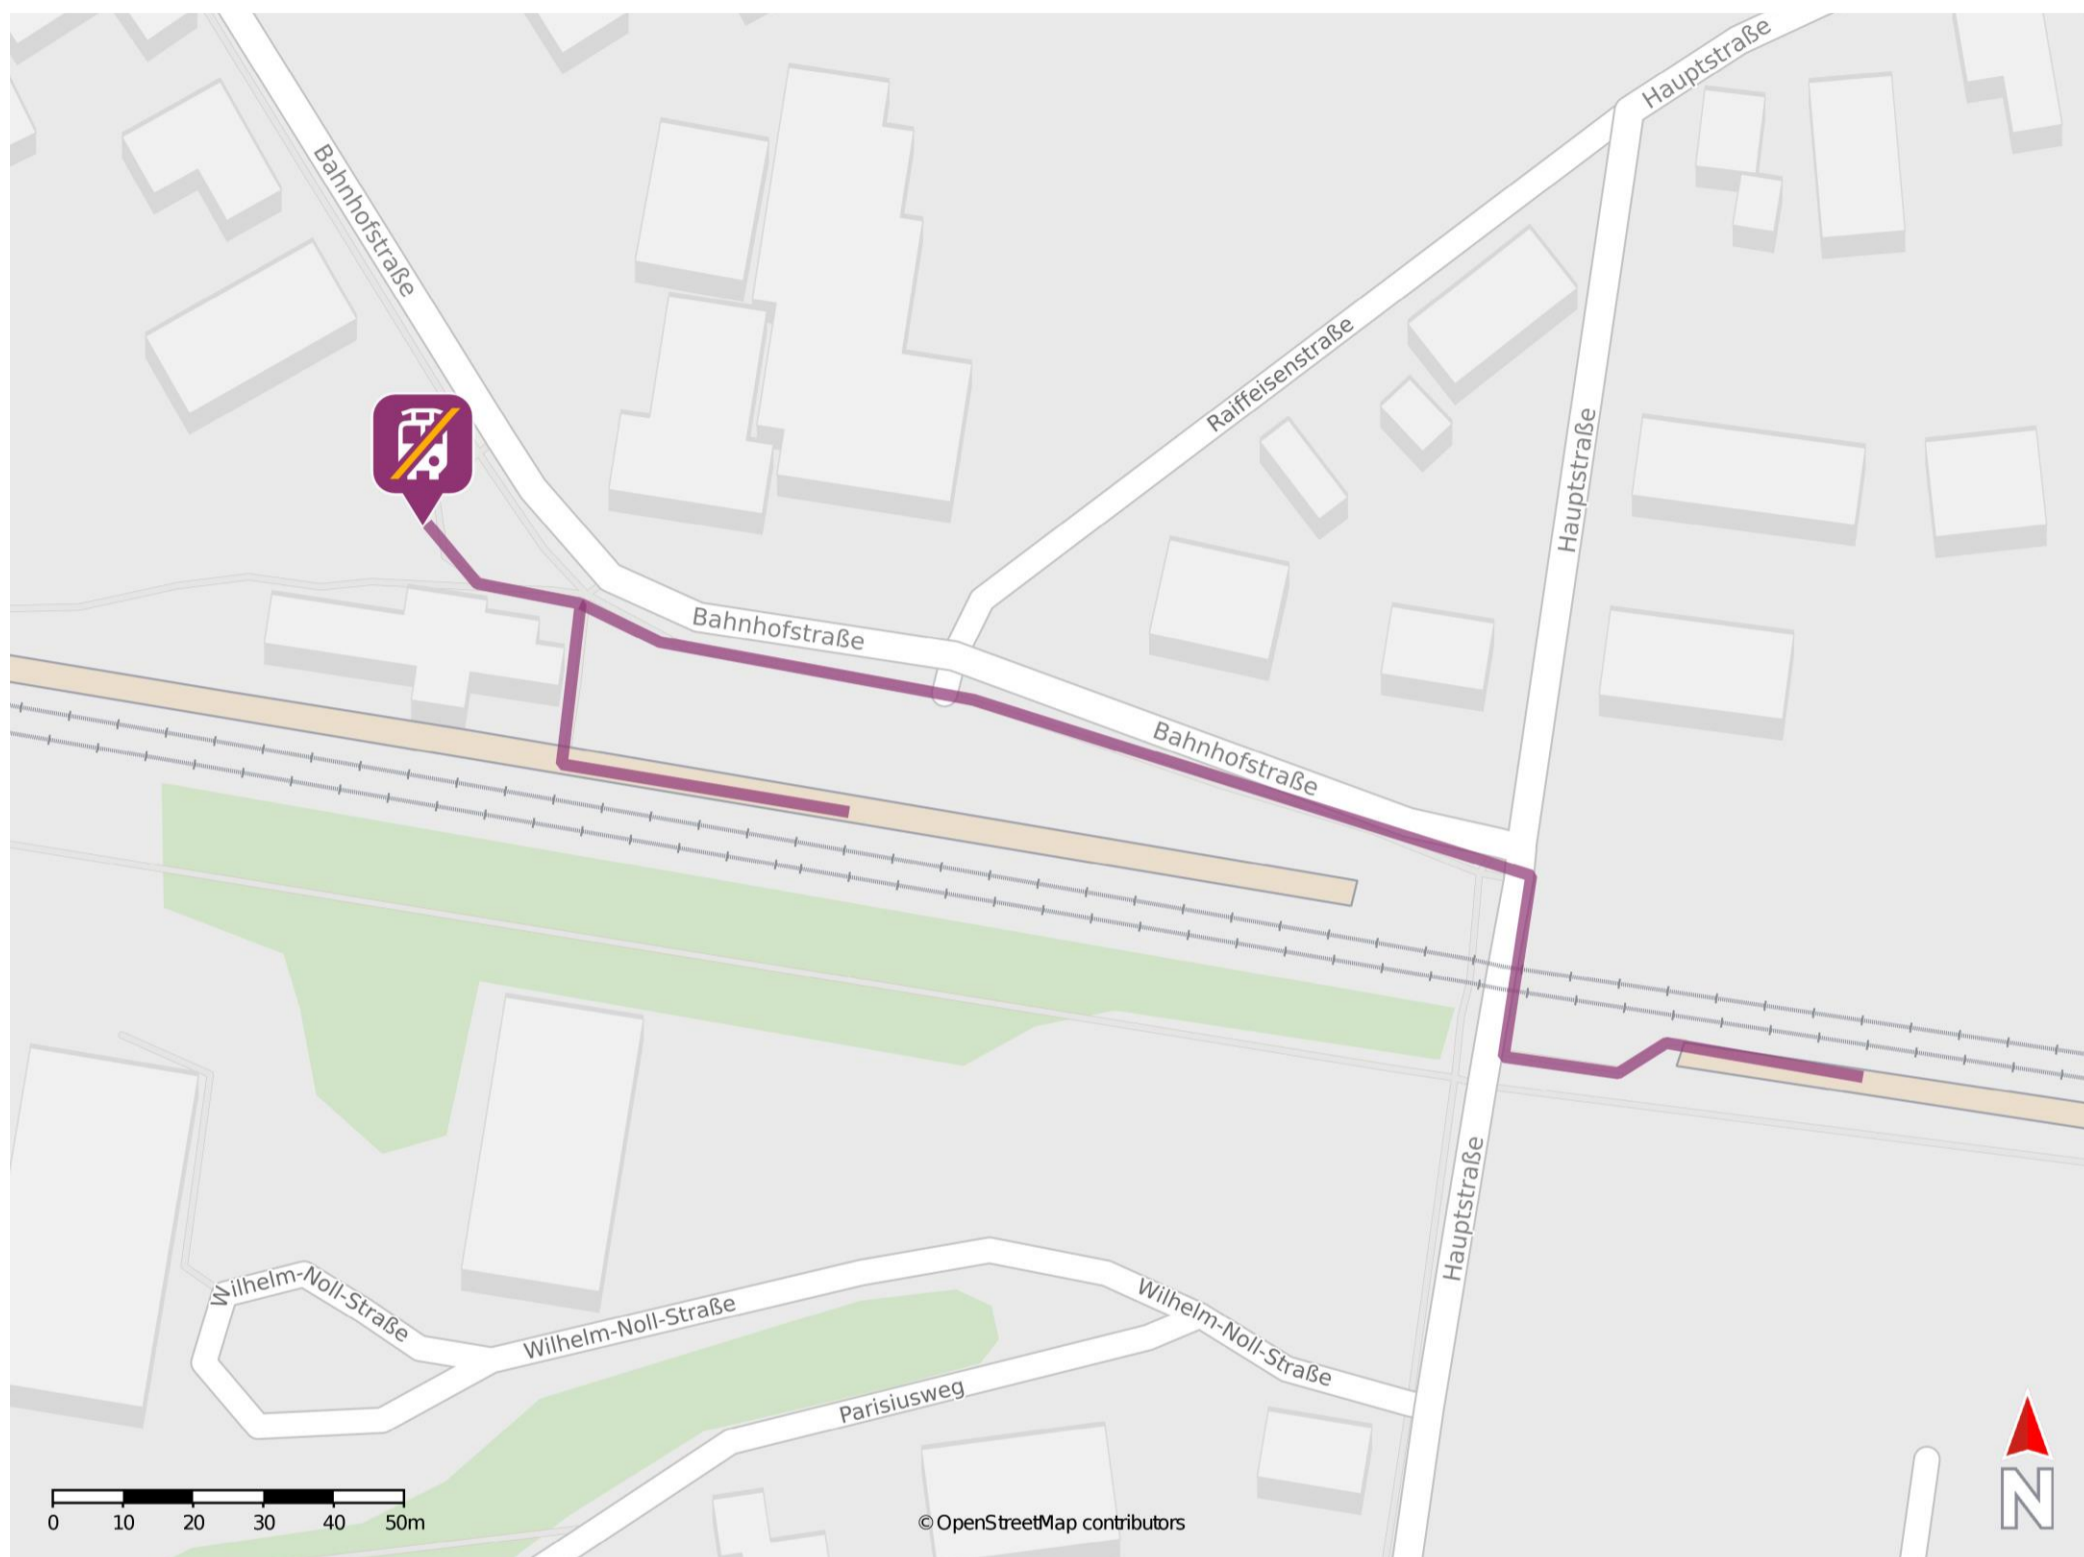 Hauptstraße
Bahnhofstraße
Raiffeisenstraße
Hauptstraße
Bahnhofstraße
Bahnhofstraße
Hauptstraße
Wilhelm-Noll-Straße
Wilhelm-Noll-Straße
Wilhelm-Noll-Straße
Parisiusweg
0 10 20 30 40 50m
© OpenStreetMap contributors
N